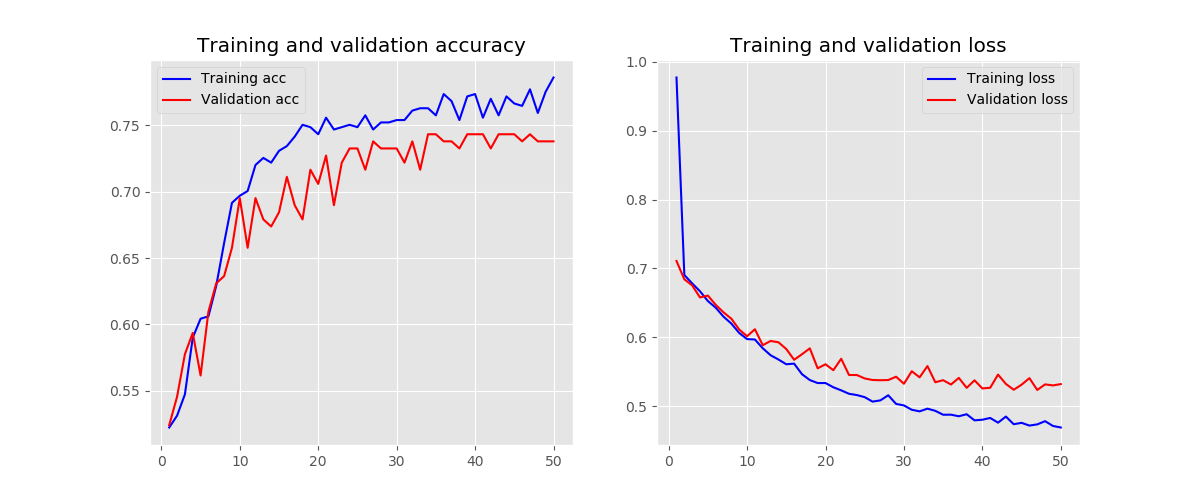 Training and validation accuracy
Training acc
Validation acc
0.75
0.70
0.65
0.60
0.55
0 10 20 30 40 50
Training and validation loss
Training loss
Validation loss
1.0
0.9
0.8
0.7
0.6
0.5
0 10 20 30 40 50